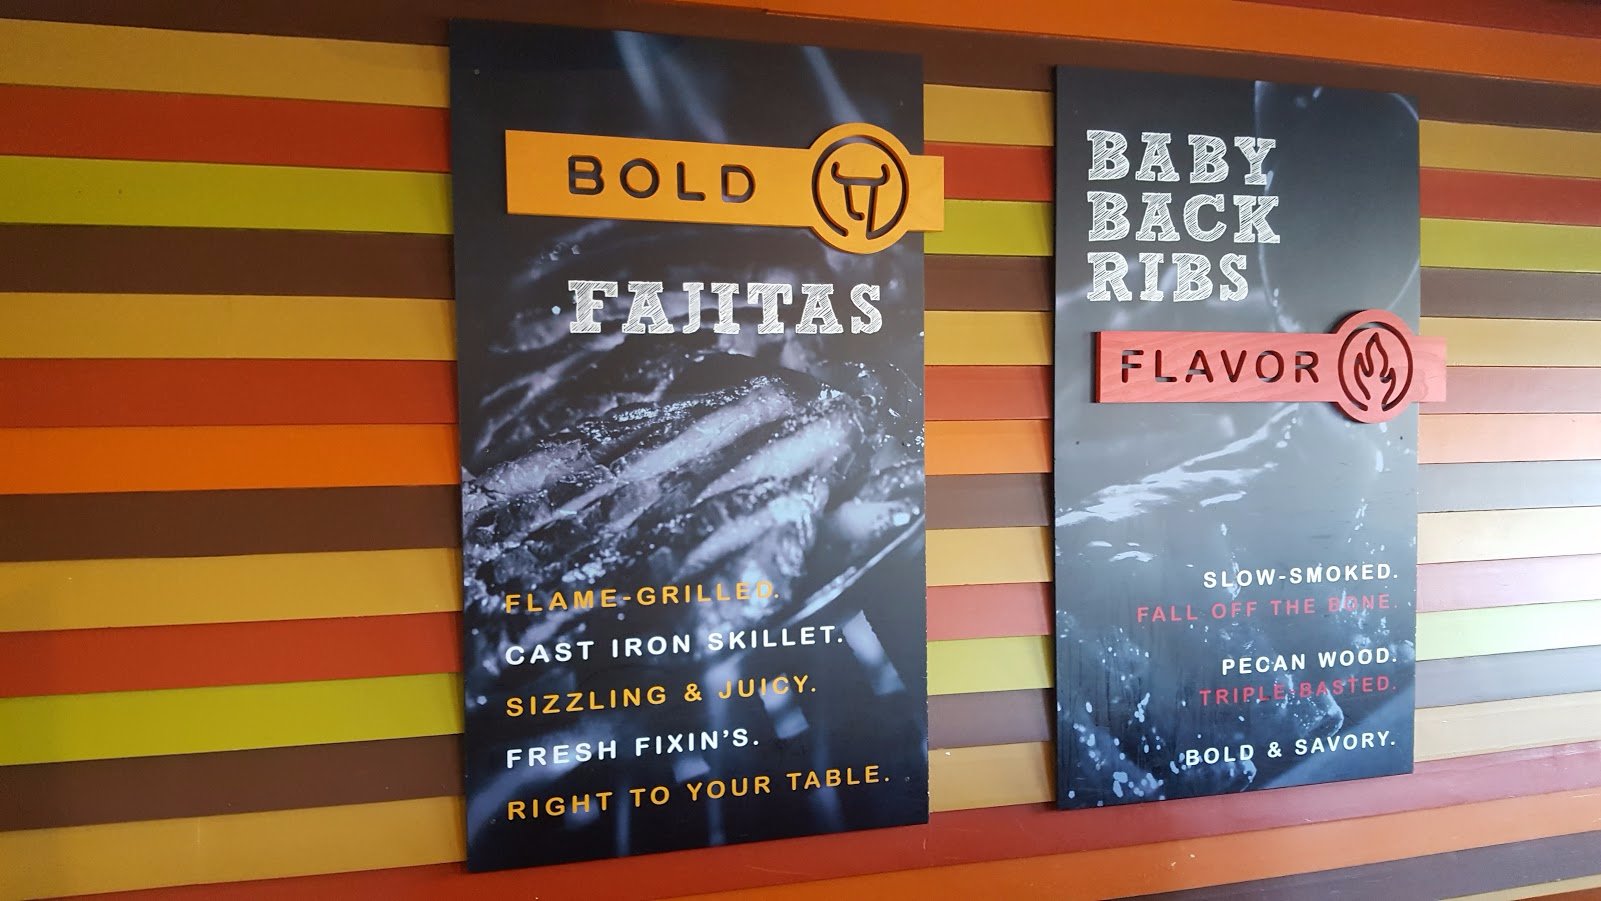 BOLD
FAJITAS
FLAME-GRILLED.
CAST IRON SKILLET.
SIZZLING & JUICY.
FRESH FIXIN'S.
RIGHT TO YOUR TABLE.
BABY
BACK
RIBS
FLAVOR
SLOW-SMOKED.
FALL OFF THE BONE.
PECAN WOOD.
TRIPLE-BASTED.
BOLD & SAVORY.